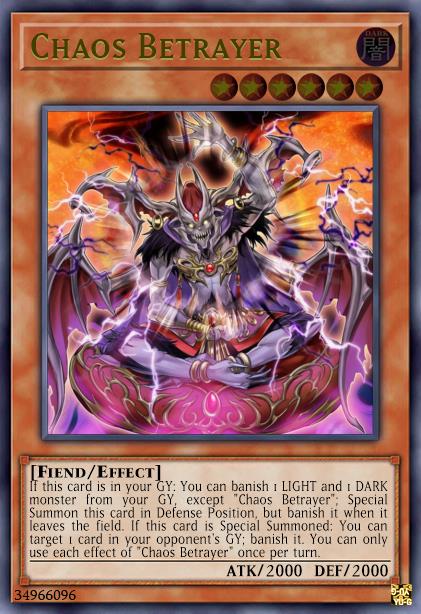 CHAOS BETRAYER
DARK
闇
[FIEND/EFFECT]
If this card is in your GY: You can banish 1 LIGHT and 1 DARK
monster from your GY, except "Chaos Betrayer"; Special
Summon this card in Defense Position, but banish it when it
leaves the field. If this card is Special Summoned: You can
target 1 card in your opponent's GY; banish it. You can only
use each effect of "Chaos Betrayer" once per turn.
ATK/2000 DEF/2000
34966096